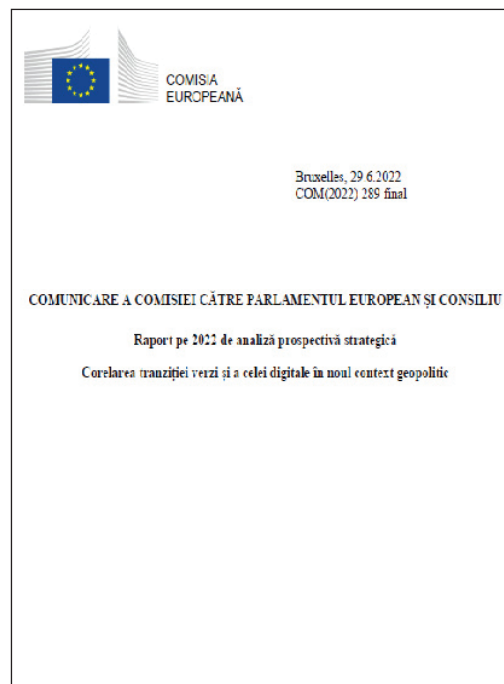 COMISIA
EUROPEANĂ
Bruxelles, 29.6.2022
COM(2022) 289 final
COMUNICARE A COMISIEI CĂTRE PARLAMENTUL EUROPEAN ȘI CONSILIU
Raport pe 2022 de analiză prospectivă strategică
Corelarea tranziției verzi și a celei digitale în noul context geopolitic